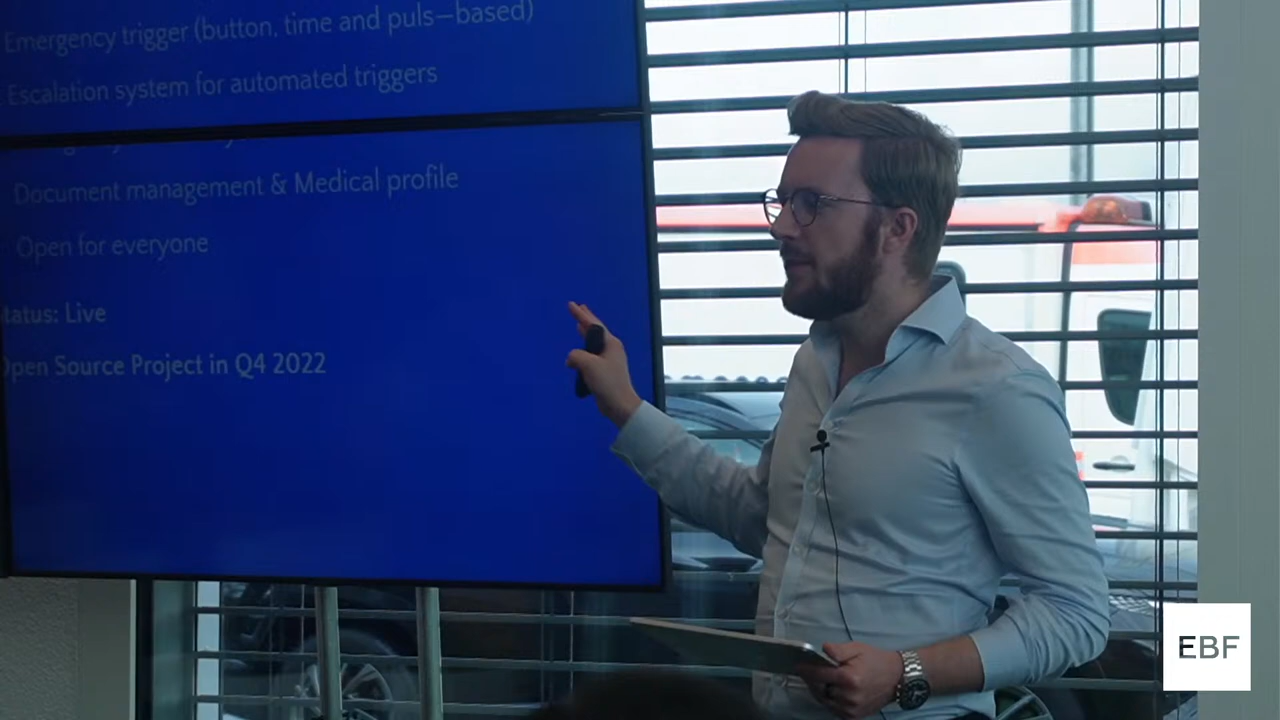 Emergency trigger (button, time and puls-based)
Escalation system for automated triggers
Document management & Medical profile
Open for everyone
tatus: Live
Open Source Project in Q4 2022
EBF